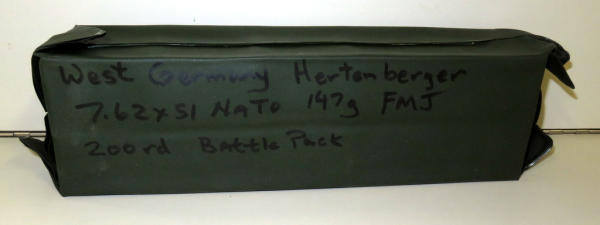 West Germany Hertenberger
7.62x51 NATO 147g FMJ
200rd Battle Pack